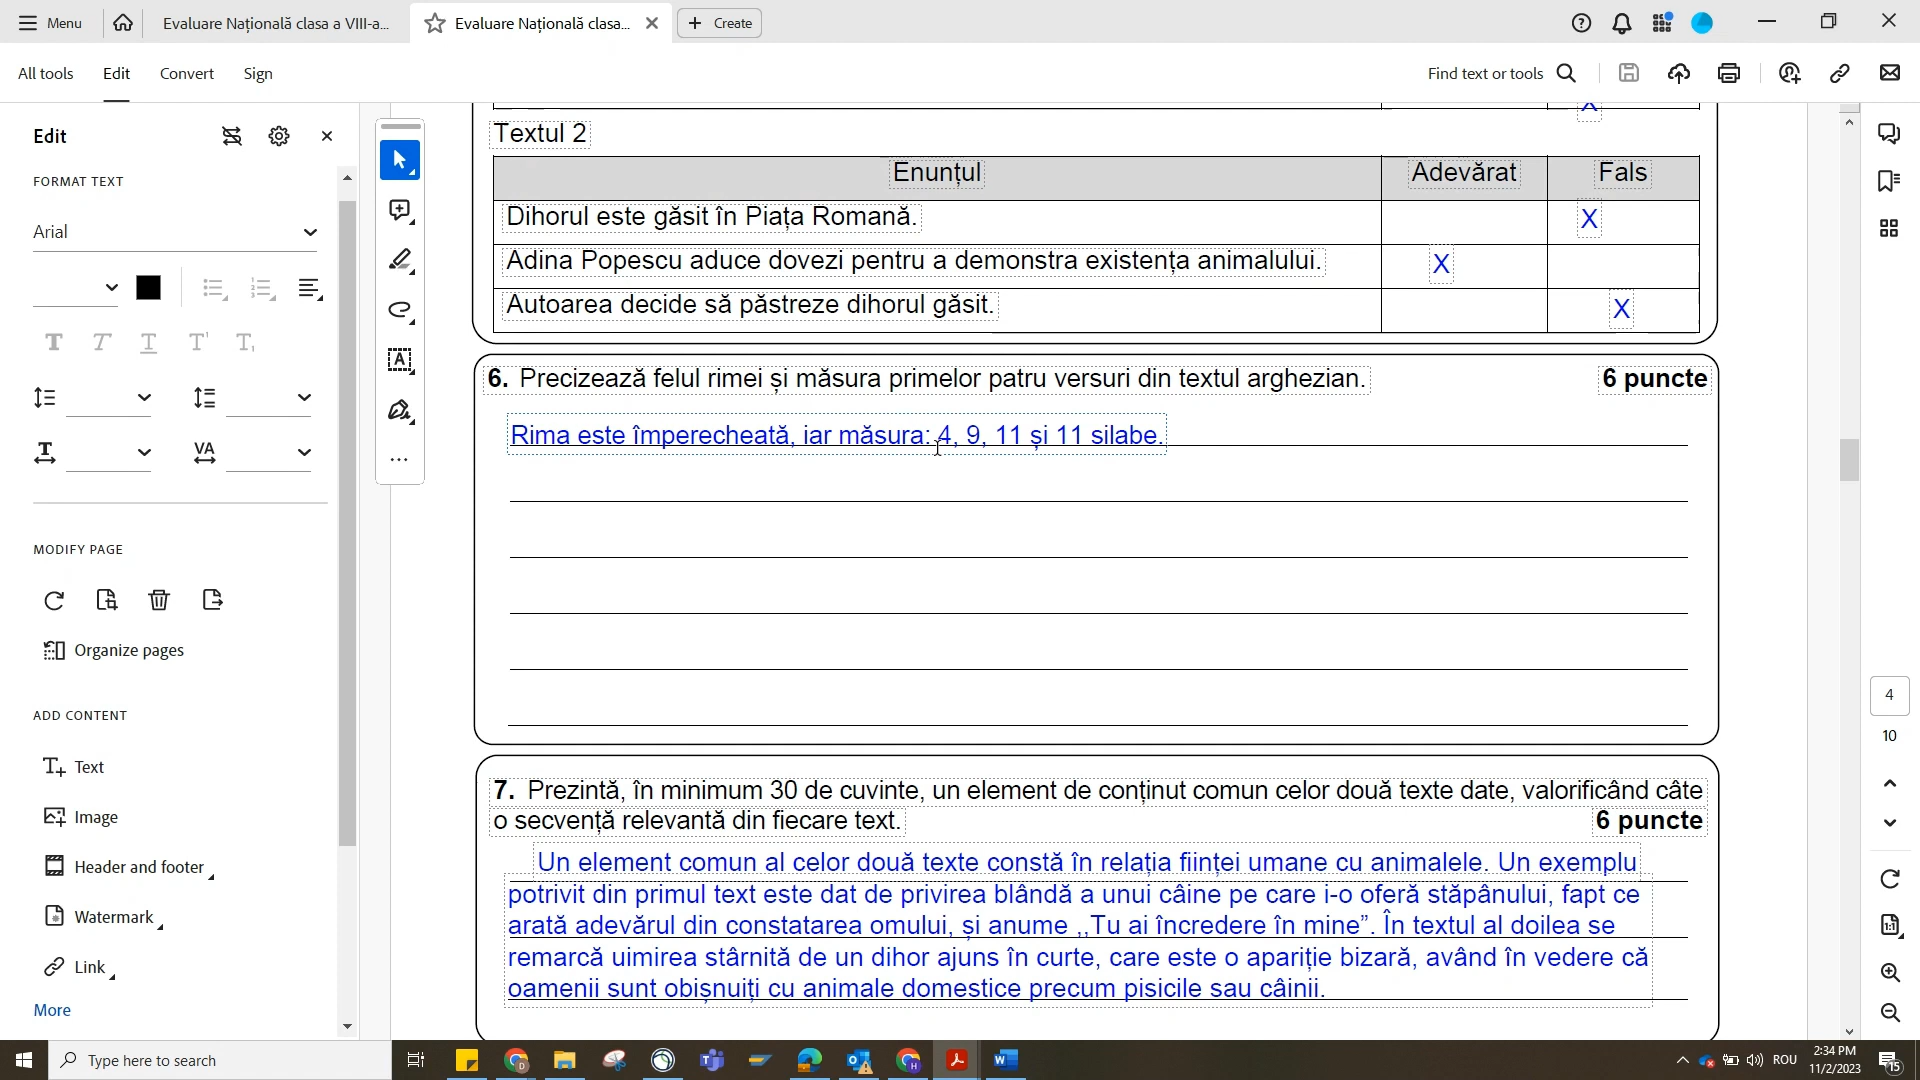 Menu
Evaluare Națională clasa a VIII-a...
Evaluare Națională clasa...
Create
All tools
Edit
Convert
Sign
Find text or tools
Edit
FORMAT TEXT
Arial
MODIFY PAGE
Organize pages
ADD CONTENT
Text
Image
Header and footer
Watermark
Link
More
X
Textul 2
Enunțul Adevărat Fals
Dihorul este găsit în Piața Romană. X
Adina Popescu aduce dovezi pentru a demonstra existența animalului. X
Autoarea decide să păstreze dihorul găsit. X
6. Precizează felul rimei și măsura primelor patru versuri din textul arghezian. 6 puncte
Rima este împerecheată, iar măsura: 4, 9, 11 și 11 silabe.
7. Prezintă, în minimum 30 de cuvinte, un element de conținut comun celor două texte date, valorificând câte
o secvență relevantă din fiecare text. 6 puncte
Un element comun al celor două texte constă în relația ființei umane cu animalele. Un exemplu
potrivit din primul text este dat de privirea blândă a unui câine pe care i-o oferă stăpânului, fapt ce
arată adevărul din constatarea omului, și anume ,,Tu ai încredere în mine”. În textul al doilea se
remarcă uimirea stârnită de un dihor ajuns în curte, care este o apariție bizară, având în vedere că
oamenii sunt obișnuiți cu animale domestice precum pisicile sau câinii.
4
10
1:1
Type here to search
ROU
2:34 PM
11/2/2023
15